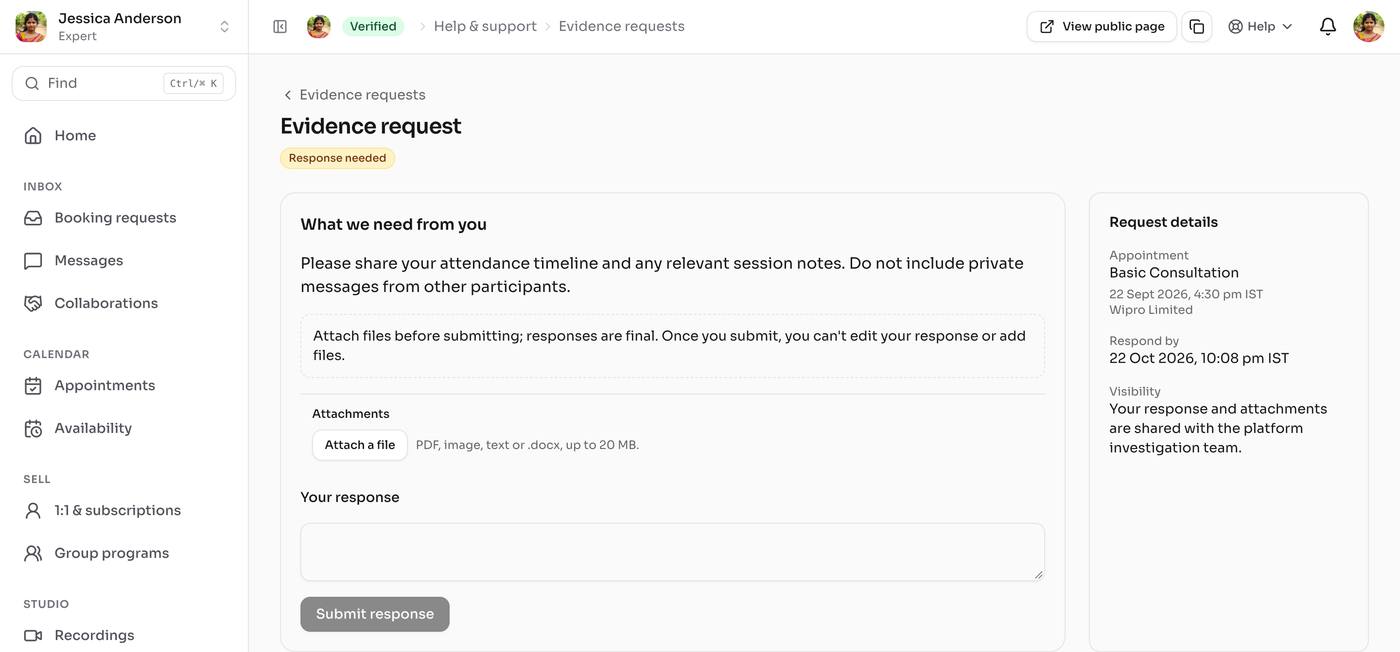 Jessica Anderson
Expert
Verified
Help & support
Evidence requests
View public page
Help
Find
Ctrl/⌘ K
Home
INBOX
Booking requests
Messages
Collaborations
CALENDAR
Appointments
Availability
SELL
1:1 & subscriptions
Group programs
STUDIO
Recordings
Evidence requests
Evidence request
Response needed
What we need from you
Please share your attendance timeline and any relevant session notes. Do not include private
messages from other participants.
Attach files before submitting; responses are final. Once you submit, you can't edit your response or add
files.
Attachments
Attach a file
PDF, image, text or .docx, up to 20 MB.
Your response
Submit response
Request details
Appointment
Basic Consultation
22 Sept 2026, 4:30 pm IST
Wipro Limited
Respond by
22 Oct 2026, 10:08 pm IST
Visibility
Your response and attachments
are shared with the platform
investigation team.